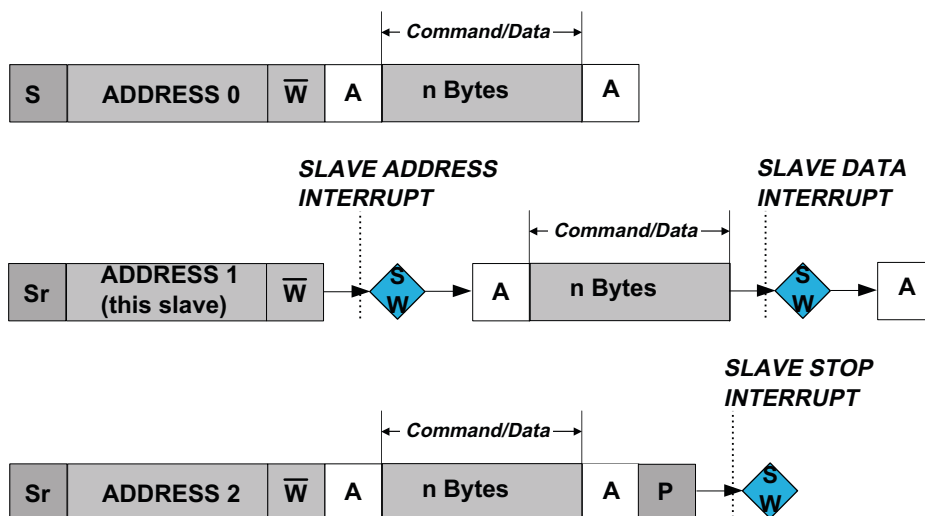 Command/Data
S ADDRESS 0 W̅ A n Bytes A
SLAVE ADDRESS
INTERRUPT
SLAVE DATA
INTERRUPT
Command/Data
Sr ADDRESS 1
(this slave) W̅ S
W A n Bytes S
W A
SLAVE STOP
INTERRUPT
Command/Data
Sr ADDRESS 2 W̅ A n Bytes A P S
W